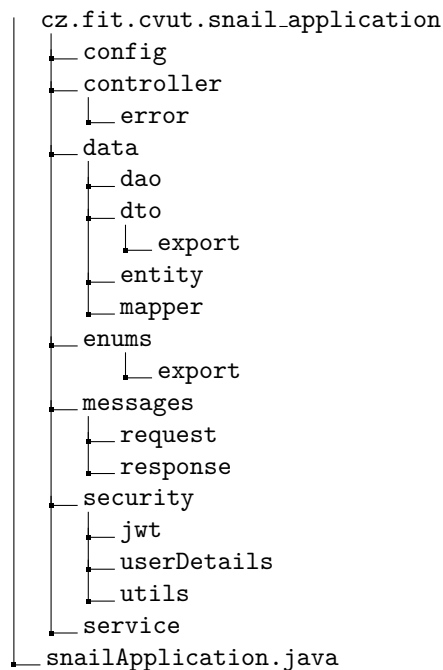 cz.fit.cvut.snail_application
config
controller
error
data
dao
dto
export
entity
mapper
enums
export
messages
request
response
security
jwt
userDetails
utils
service
snailApplication.java